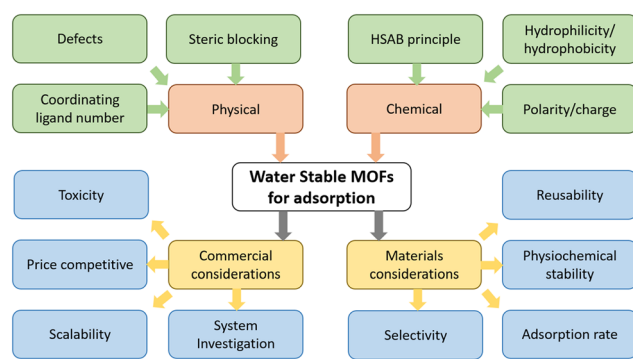 Defects
Steric blocking
HSAB principle
Hydrophilicity/
hydrophobicity
Coordinating
ligand number
Physical
Chemical
Polarity/charge
Water Stable MOFs
for adsorption
Toxicity
Reusability
Price competitive
Commercial
considerations
Materials
considerations
Physiochemical
stability
Scalability
System
Investigation
Selectivity
Adsorption rate